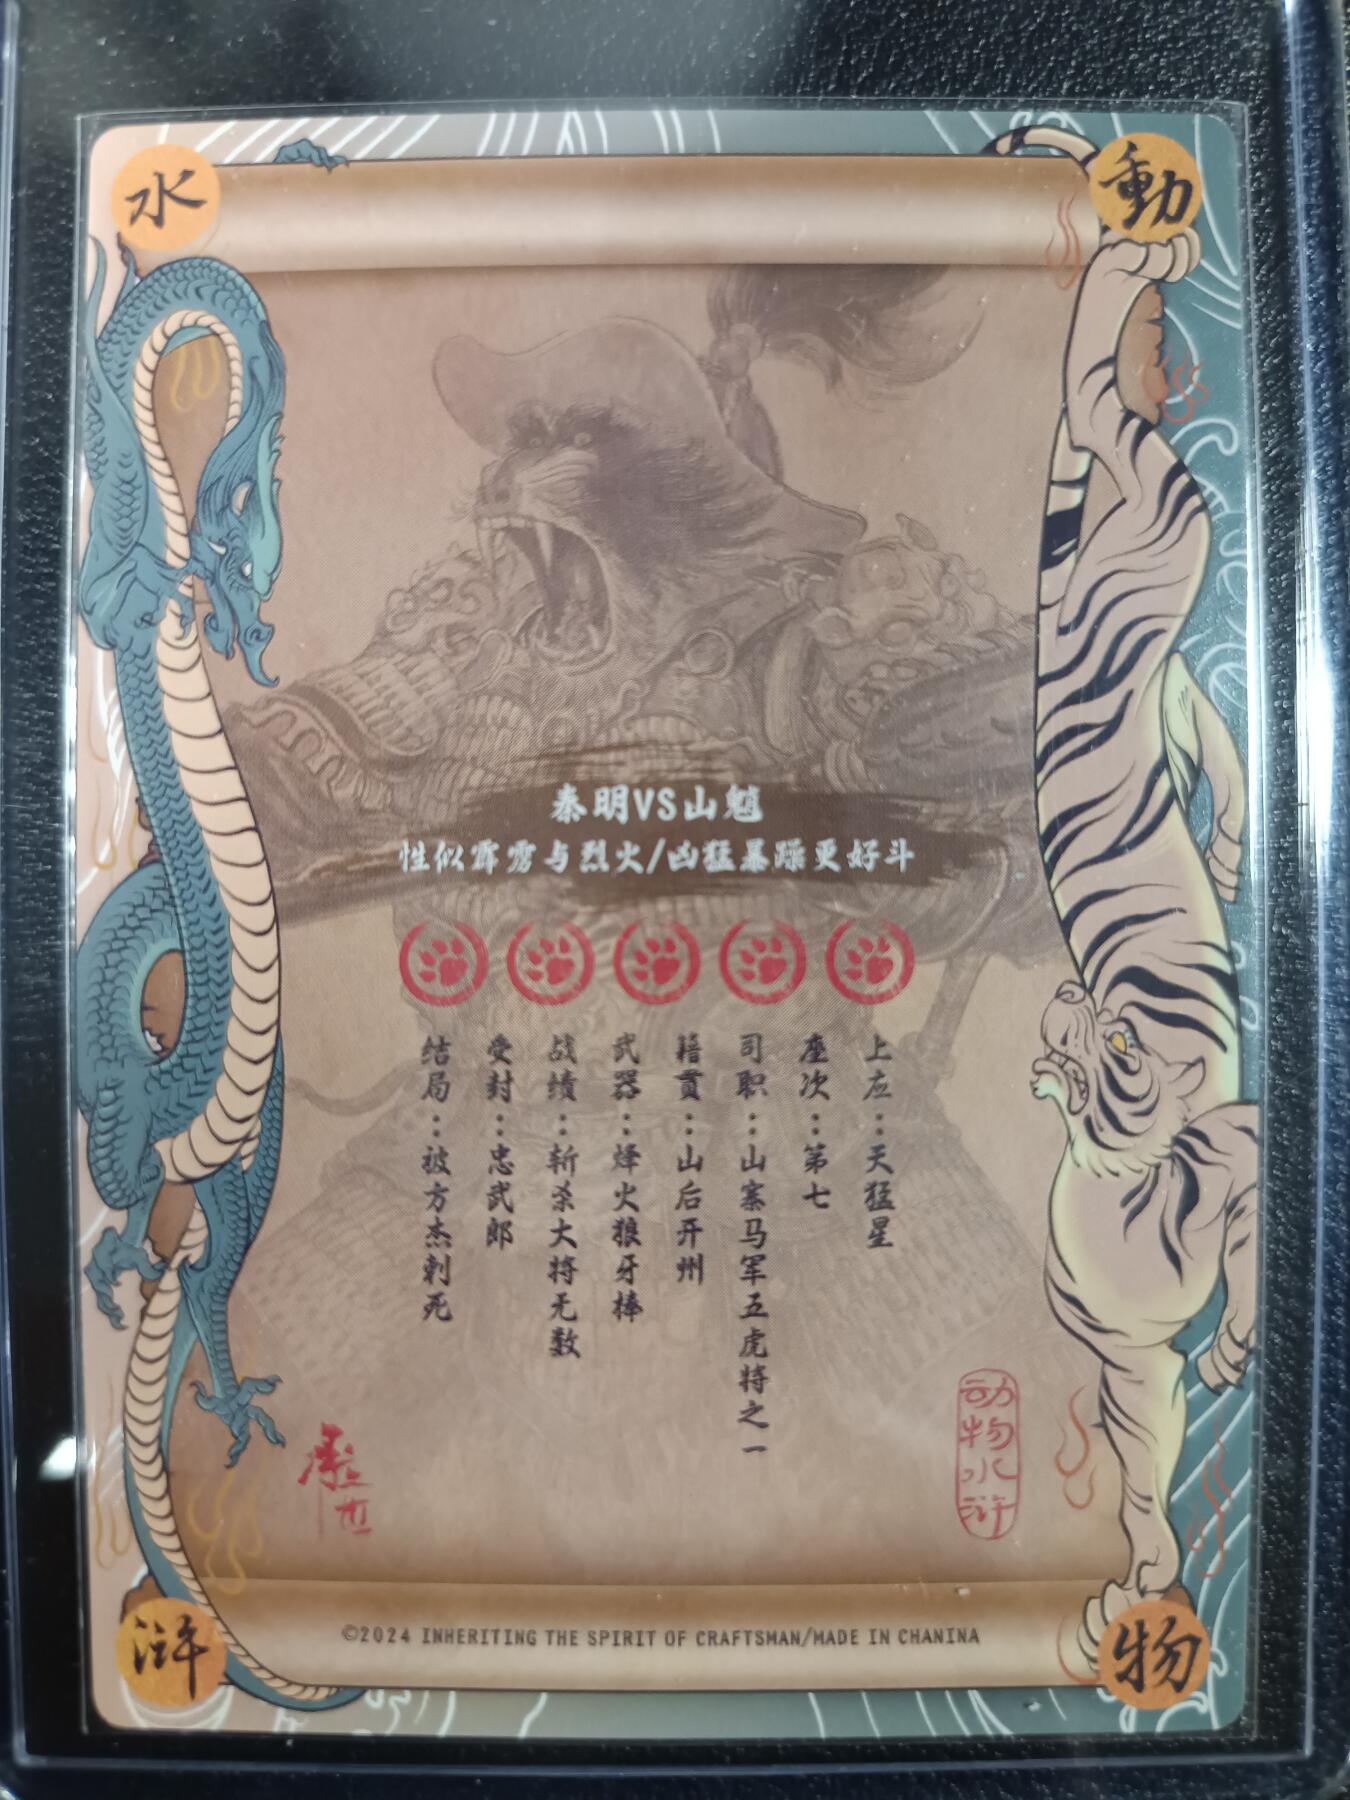 水
動
秦明VS山魈
性似霹雳与烈火/凶猛暴躁更好斗
上应：天猛星
座次：第七
司职：山寨马军五虎将之一
籍贯：山后开州
武器：烽火狼牙棒
战绩：斩杀大将无数
受封：忠武郎
结局：被方杰刺死
动物水浒
©2024 INHERITING THE SPIRIT OF CRAFTSMAN/MADE IN CHANINA
浒
物